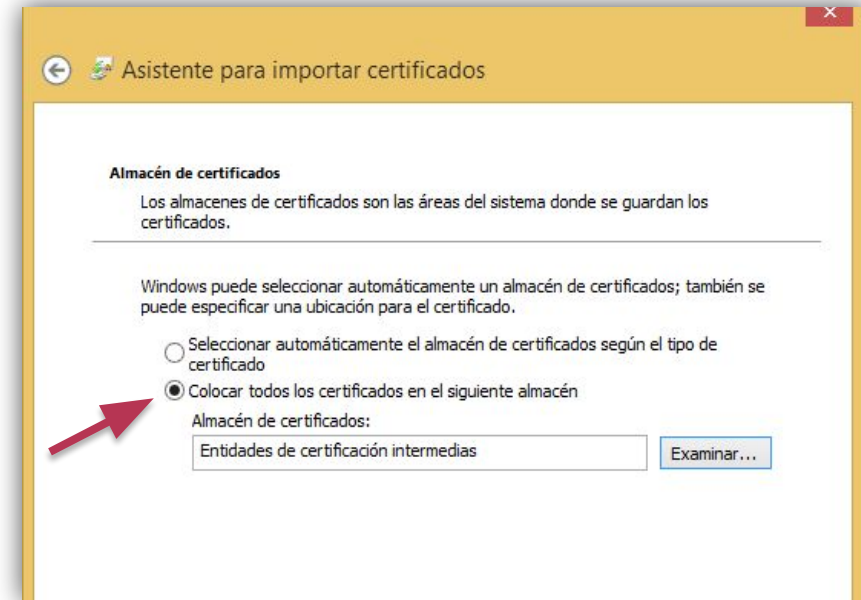 Asistente para importar certificados
Almacén de certificados
Los almacenes de certificados son las áreas del sistema donde se guardan los
certificados.
Windows puede seleccionar automáticamente un almacén de certificados; también se
puede especificar una ubicación para el certificado.
Seleccionar automáticamente el almacén de certificados según el tipo de
certificado
Colocar todos los certificados en el siguiente almacén
Almacén de certificados:
Entidades de certificación intermedias
Examinar...